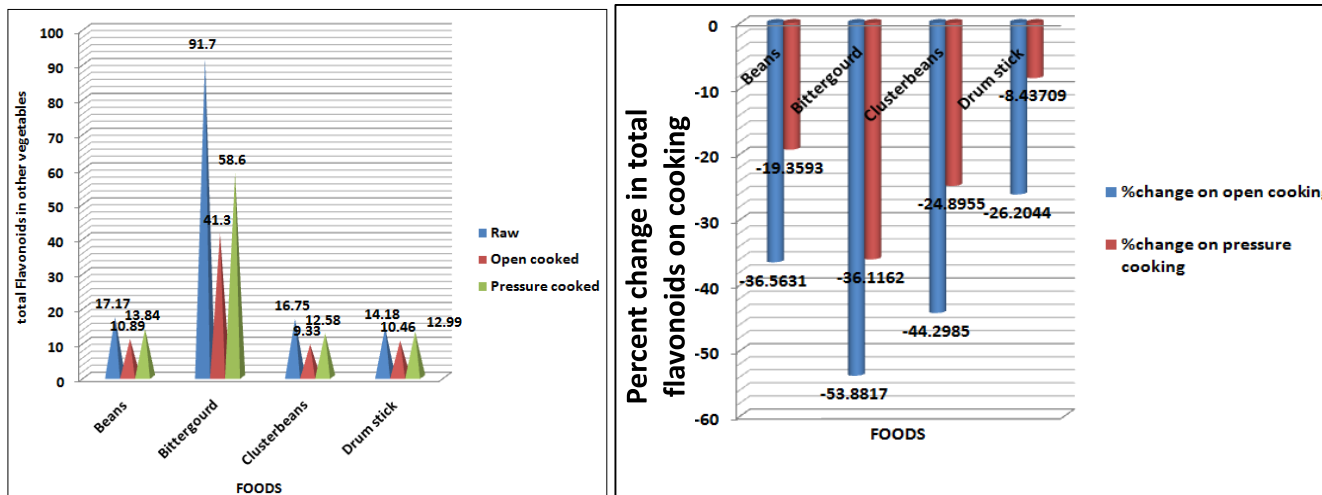 total Flavonoids in other vegetables
100
90
80
70
60
50
40
30
20
10
0
17.17
10.89
13.84
91.7
41.3
58.6
16.75
9.33
12.58
14.18
10.46
12.99
Beans
Bittergourd
Clusterbeans
Drum stick
FOODS
Raw
Open cooked
Pressure cooked
Percent change in total
flavonoids on cooking
0
-10
-20
-30
-40
-50
-60
Beans
Bittergourd
Clusterbeans
Drum stick
-36.5631
-19.3593
-53.8817
-36.1162
-44.2985
-24.8955
-26.2044
-8.43709
FOODS
%change on open cooking
%change on pressure
cooking